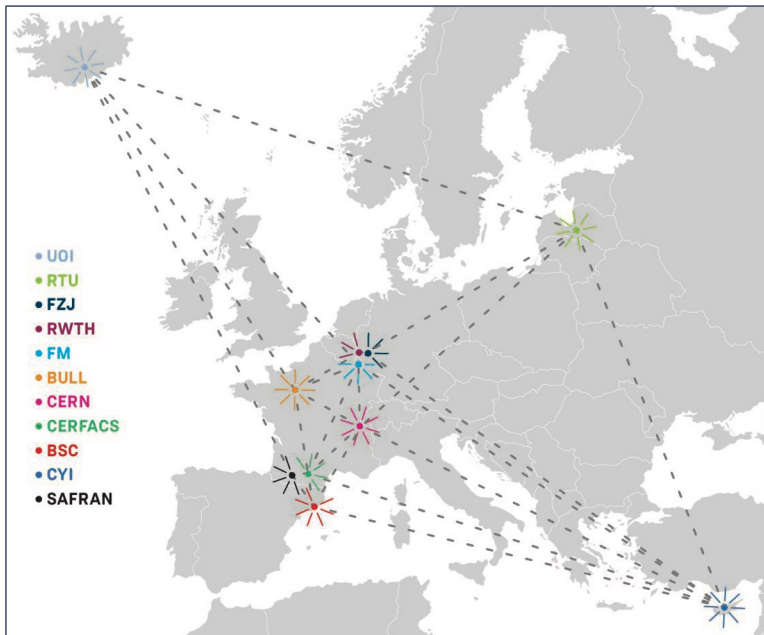 UOI
RTU
FZJ
RWTH
FM
BULL
CERN
CERFACS
BSC
CYI
SAFRAN